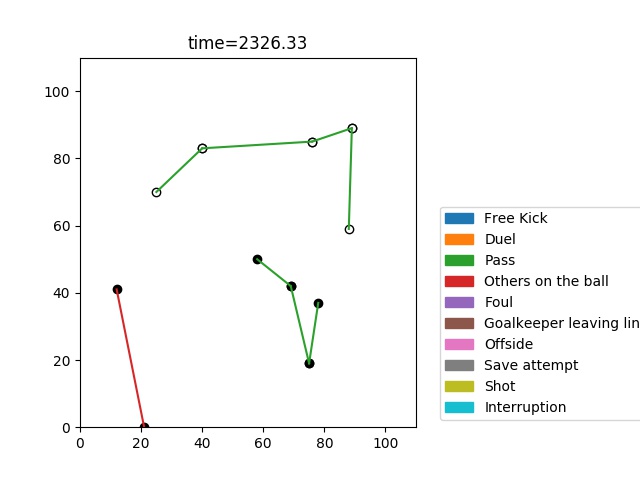 time=2326.33
100
80
60
40
20
0
0 20 40 60 80 100
Free Kick
Duel
Pass
Others on the ball
Foul
Goalkeeper leaving lin
Offside
Save attempt
Shot
Interruption